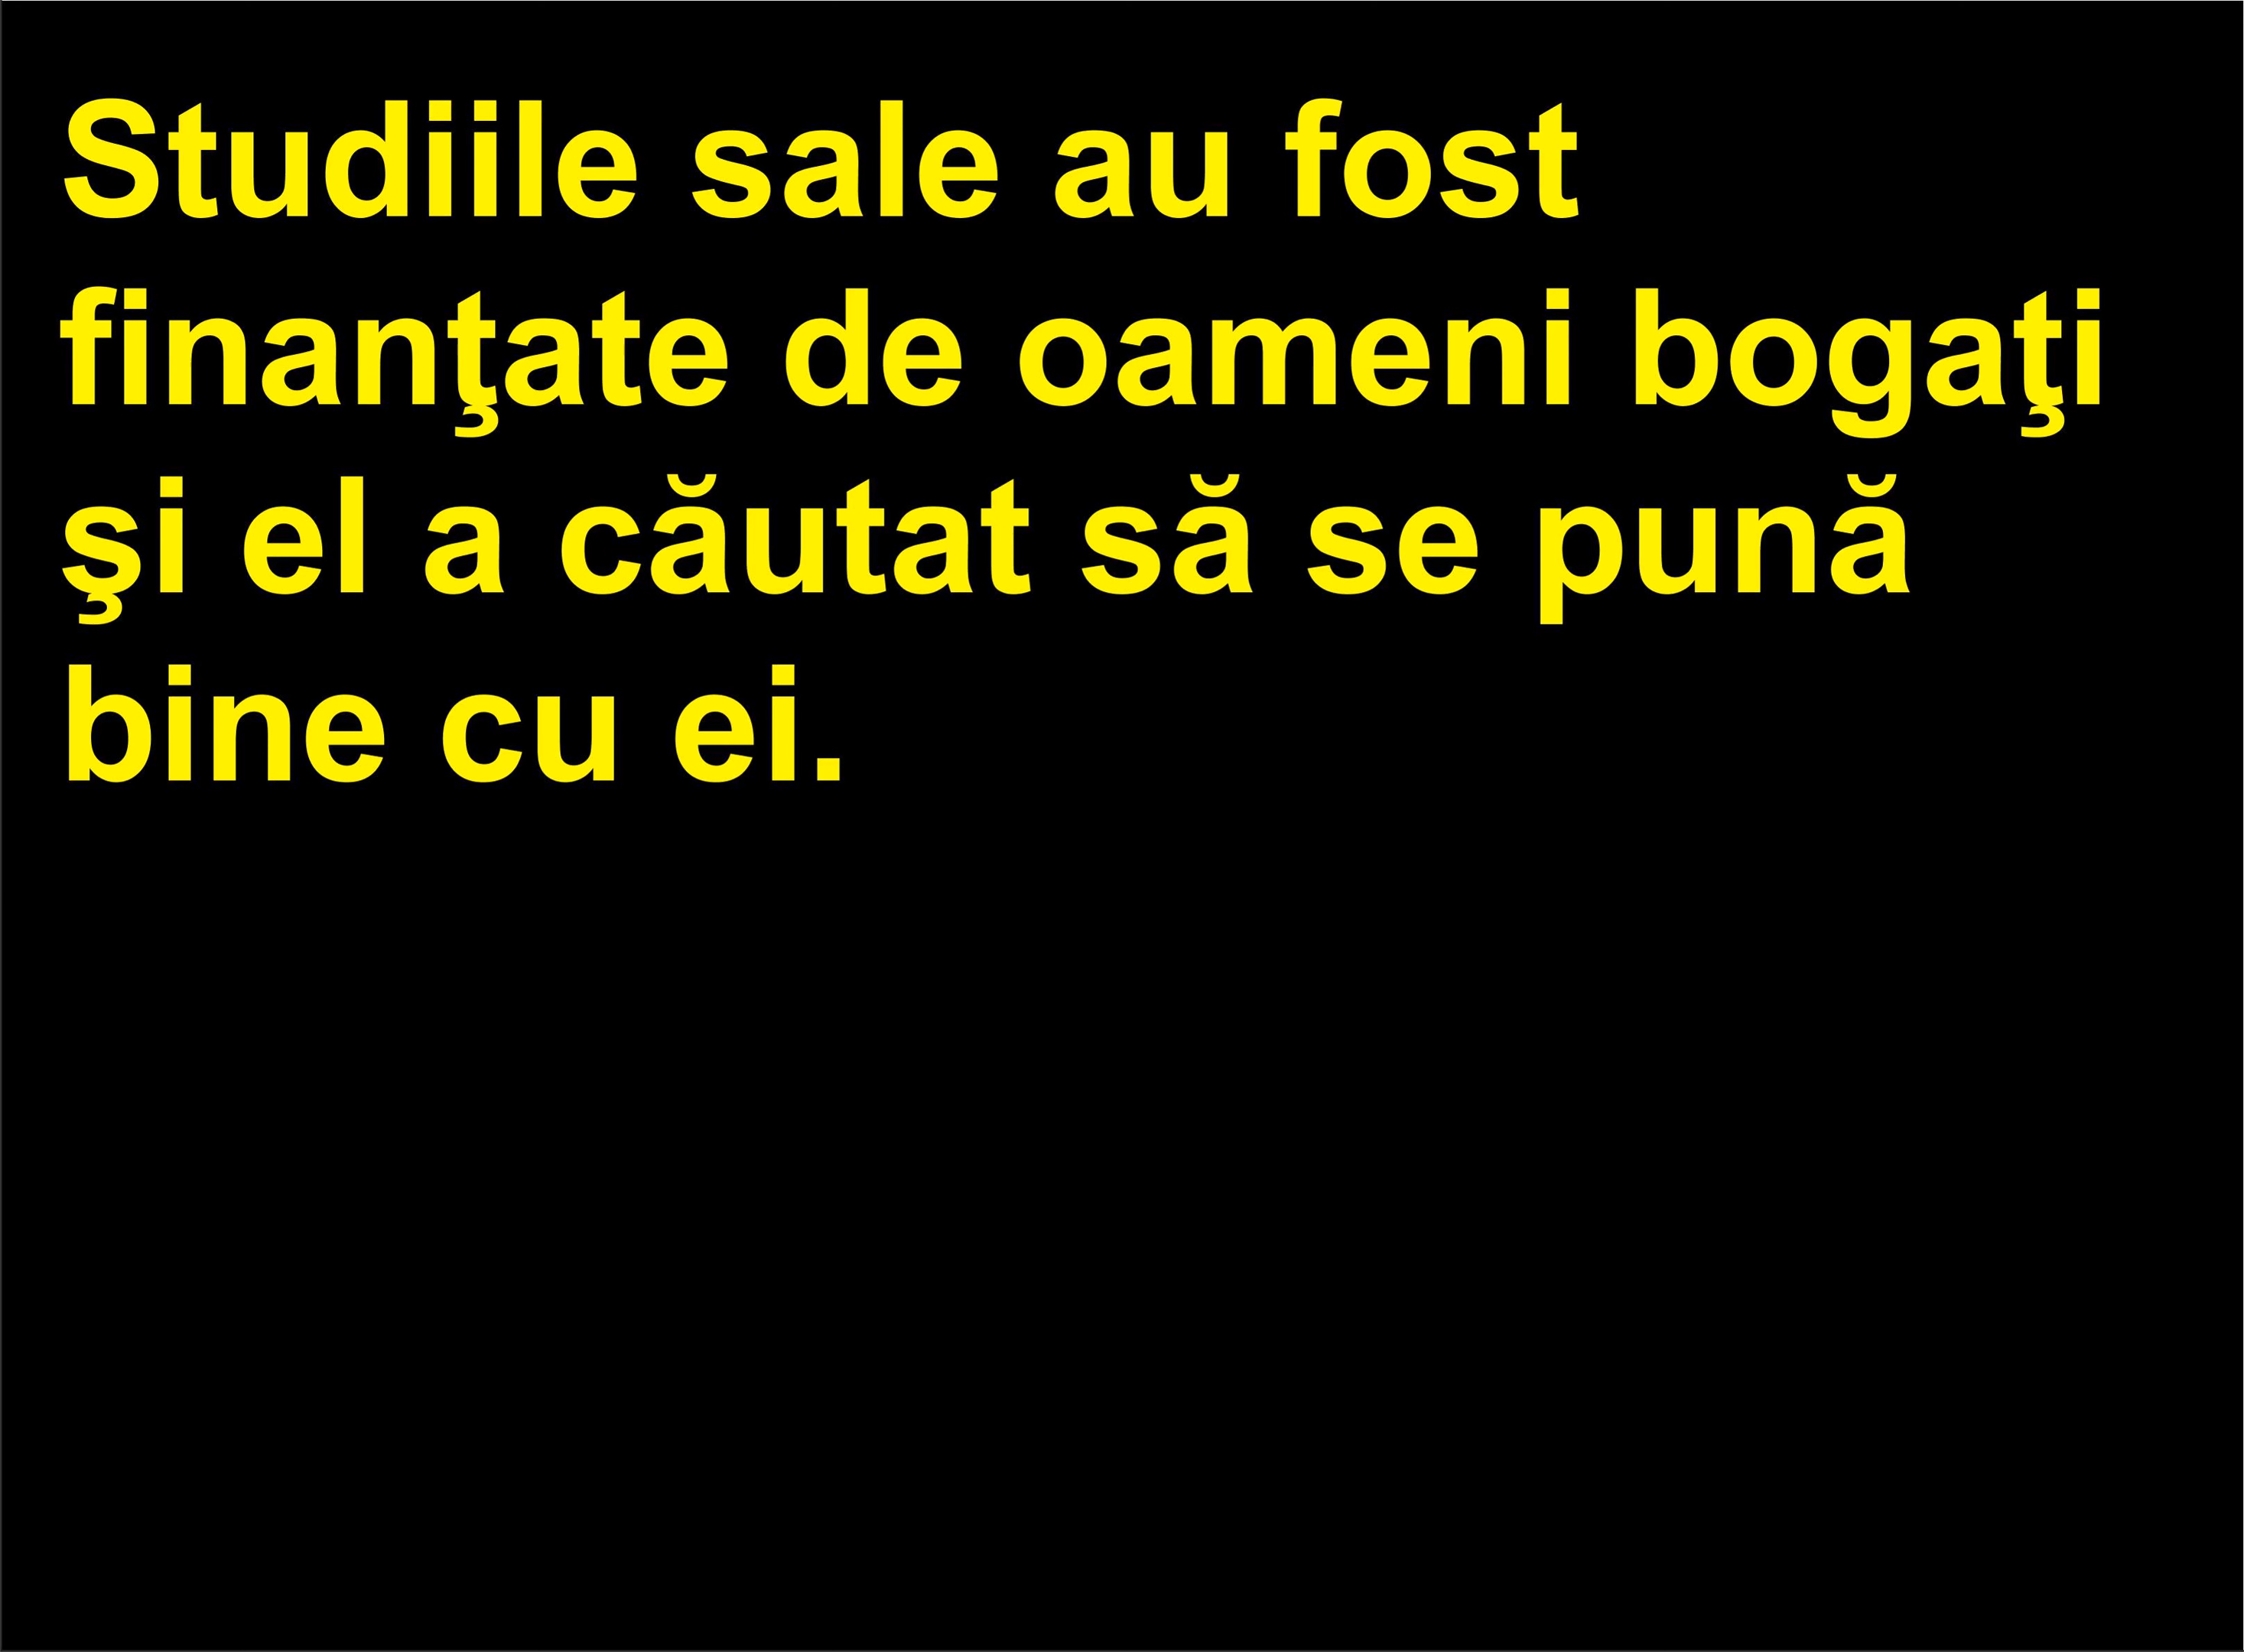 Studiile sale au fost
finanţate de oameni bogaţi
şi el a căutat să se pună
bine cu ei.